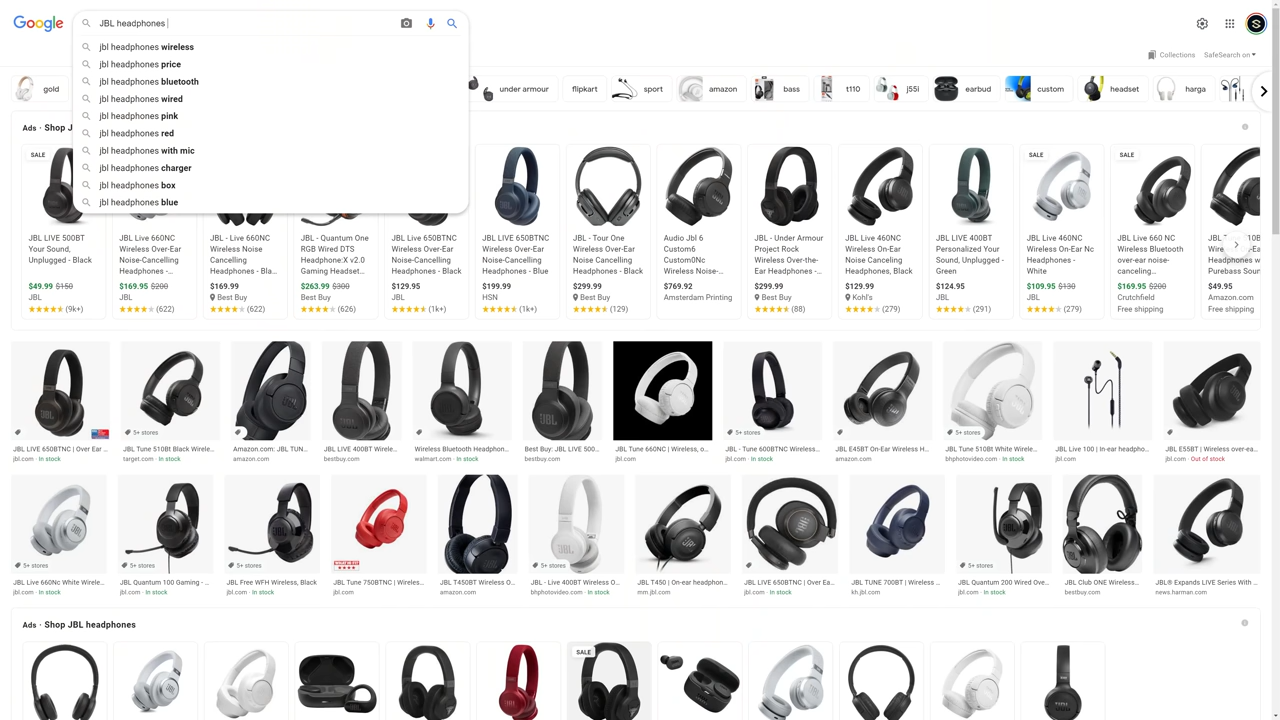 Google
JBL headphones
jbl headphones wireless
jbl headphones price
jbl headphones bluetooth
jbl headphones wired
jbl headphones pink
jbl headphones red
jbl headphones with mic
jbl headphones charger
jbl headphones box
jbl headphones blue
Collections
SafeSearch on
gold
under armour
flipkart
sport
amazon
bass
t110
j55i
earbud
custom
headset
harga
Ads · Shop J
SALE
JBL LIVE 500BT
Your Sound,
Unplugged - Black
$49.99 $150
JBL
(9k+)
JBL Live 660NC
Wireless Over-Ear
Noise-Cancelling
Headphones -...
$169.95 $200
JBL
(622)
JBL - Live 660NC
Wireless Noise
Cancelling
Headphones - Bla...
$169.99
Best Buy
(622)
JBL - Quantum One
RGB Wired DTS
Headphone:X v2.0
Gaming Headset...
$263.99 $300
Best Buy
(626)
JBL Live 650BTNC
Wireless Over-Ear
Noise-Cancelling
Headphones - Black
$129.95
JBL
(1k+)
JBL LIVE 650BTNC
Wireless Over-Ear
Noise-Cancelling
Headphones - Blue
$199.99
HSN
(1k+)
JBL - Tour One
Wireless Over-Ear
Noise Cancelling
Headphones - Black
$299.99
Best Buy
(129)
Audio Jbl 6
Custom6
Custom0Nc
Wireless Noise-...
$769.92
Amsterdam Printing
JBL - Under Armour
Project Rock
Wireless Over-the-
Ear Headphones -...
$299.99
Best Buy
(88)
JBL Live 460NC
Wireless On-Ear
Noise Cancelling
Headphones, Black
$129.99
Kohl's
(279)
JBL LIVE 400BT
Personalized Your
Sound, Unplugged -
Green
$124.95
JBL
(291)
SALE
JBL Live 460NC
Wireless On-Ear Nc
Headphones -
White
$109.95 $130
JBL
(279)
SALE
JBL Live 660 NC
Wireless Bluetooth
over-ear noise-
canceling...
$169.95 $200
Crutchfield
Free shipping
Wireless Over-Ear
Headphones w
Purebass Soun
$49.95
Amazon.com
Free shipping
JBL LIVE 650BTNC | Over Ear ...
jbl.com · In stock
5+ stores
JBL Tune 510Bt Black Wirele...
target.com · In stock
Amazon.com: JBL TUN...
amazon.com
JBL LIVE 400BT Wirele...
bestbuy.com
Wireless Bluetooth Headphon...
walmart.com · In stock
Best Buy: JBL LIVE 500...
bestbuy.com
JBL Tune 660NC | Wireless, o...
jbl.com
5+ stores
JBL - Tune 600BTNC Wireless...
jbl.com · In stock
JBL E45BT On-Ear Wireless H...
amazon.com
5+ stores
JBL Tune 510Bt White Wirele...
bhphotovideo.com · In stock
JBL Live 100 | In-ear headpho...
jbl.com
JBL E55BT | Wireless over-ea...
jbl.com · Out of stock
5+ stores
JBL Live 660Nc White Wirele...
jbl.com · In stock
5+ stores
JBL Quantum 100 Gaming - ...
jbl.com · In stock
5+ stores
JBL Free WFH Wireless, Black
jbl.com · In stock
JBL Tune 750BTNC | Wireles...
jbl.com
JBL T450BT Wireless O...
amazon.com
5+ stores
JBL - Live 400BT Wireless O...
bhphotovideo.com · In stock
JBL T450 | On-ear headphon...
mm.jbl.com
JBL LIVE 650BTNC | Over Ea...
jbl.com · In stock
JBL TUNE 700BT | Wireless ...
kh.jbl.com
5+ stores
JBL Quantum 200 Wired Ove...
jbl.com · In stock
JBL Club ONE Wireless...
bestbuy.com
JBL® Expands LIVE Series With ...
news.harman.com
Ads · Shop JBL headphones
SALE